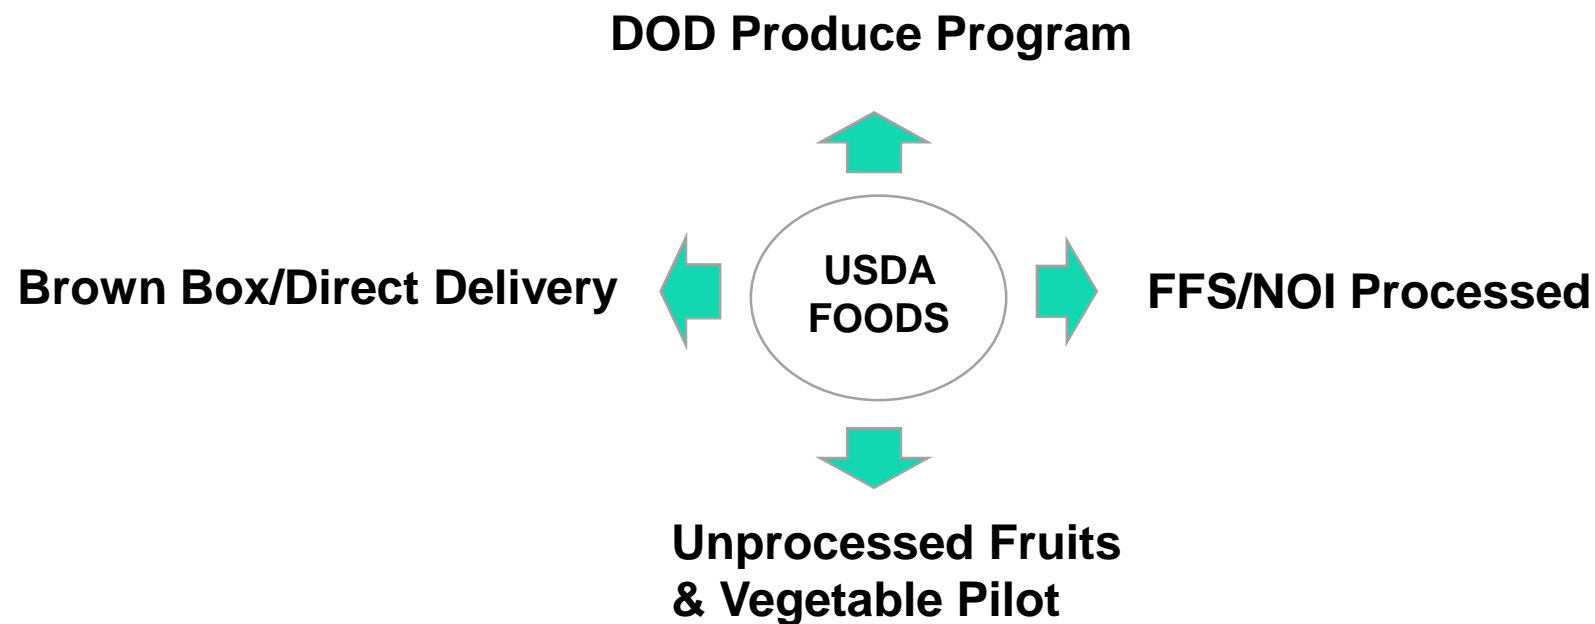 DOD Produce Program
Brown Box/Direct Delivery
USDA
FOODS
FFS/NOI Processed
Unprocessed Fruits
& Vegetable Pilot